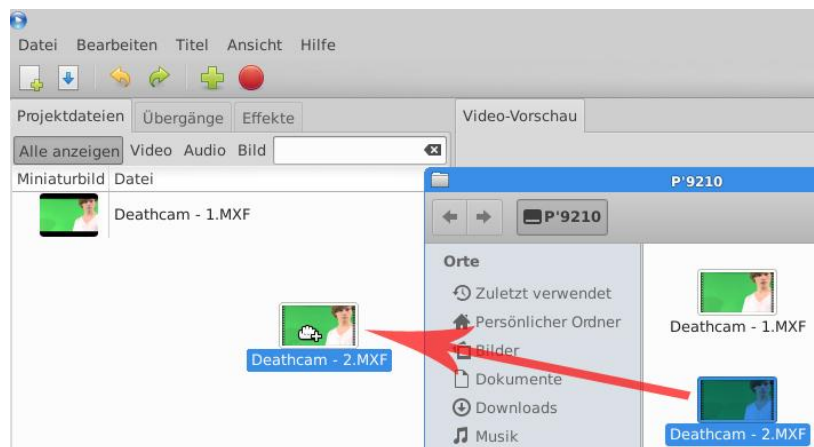 Datei Bearbeiten Titel Ansicht Hilfe
Projektdateien Übergänge Effekte
Video-Vorschau
Alle anzeigen Video Audio Bild
Miniaturbild Datei
Deathcam - 1.MXF
Deathcam - 2.MXF
P'9210
P'9210
Orte
Zuletzt verwendet
Persönlicher Ordner
Bilder
Dokumente
Downloads
Musik
Deathcam - 1.MXF
Deathcam - 2.MXF